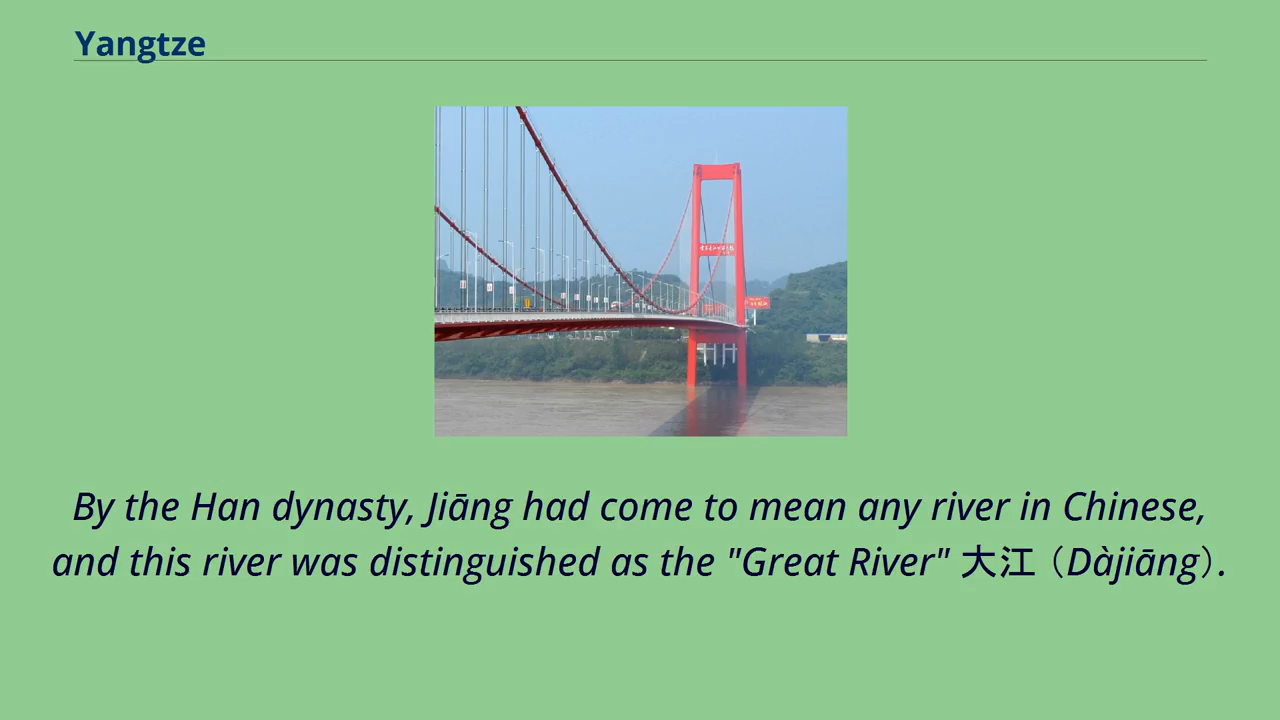 Yangtze
By the Han dynasty, Jiāng had come to mean any river in Chinese,
and this river was distinguished as the "Great River" 大江（Dàjiāng）.